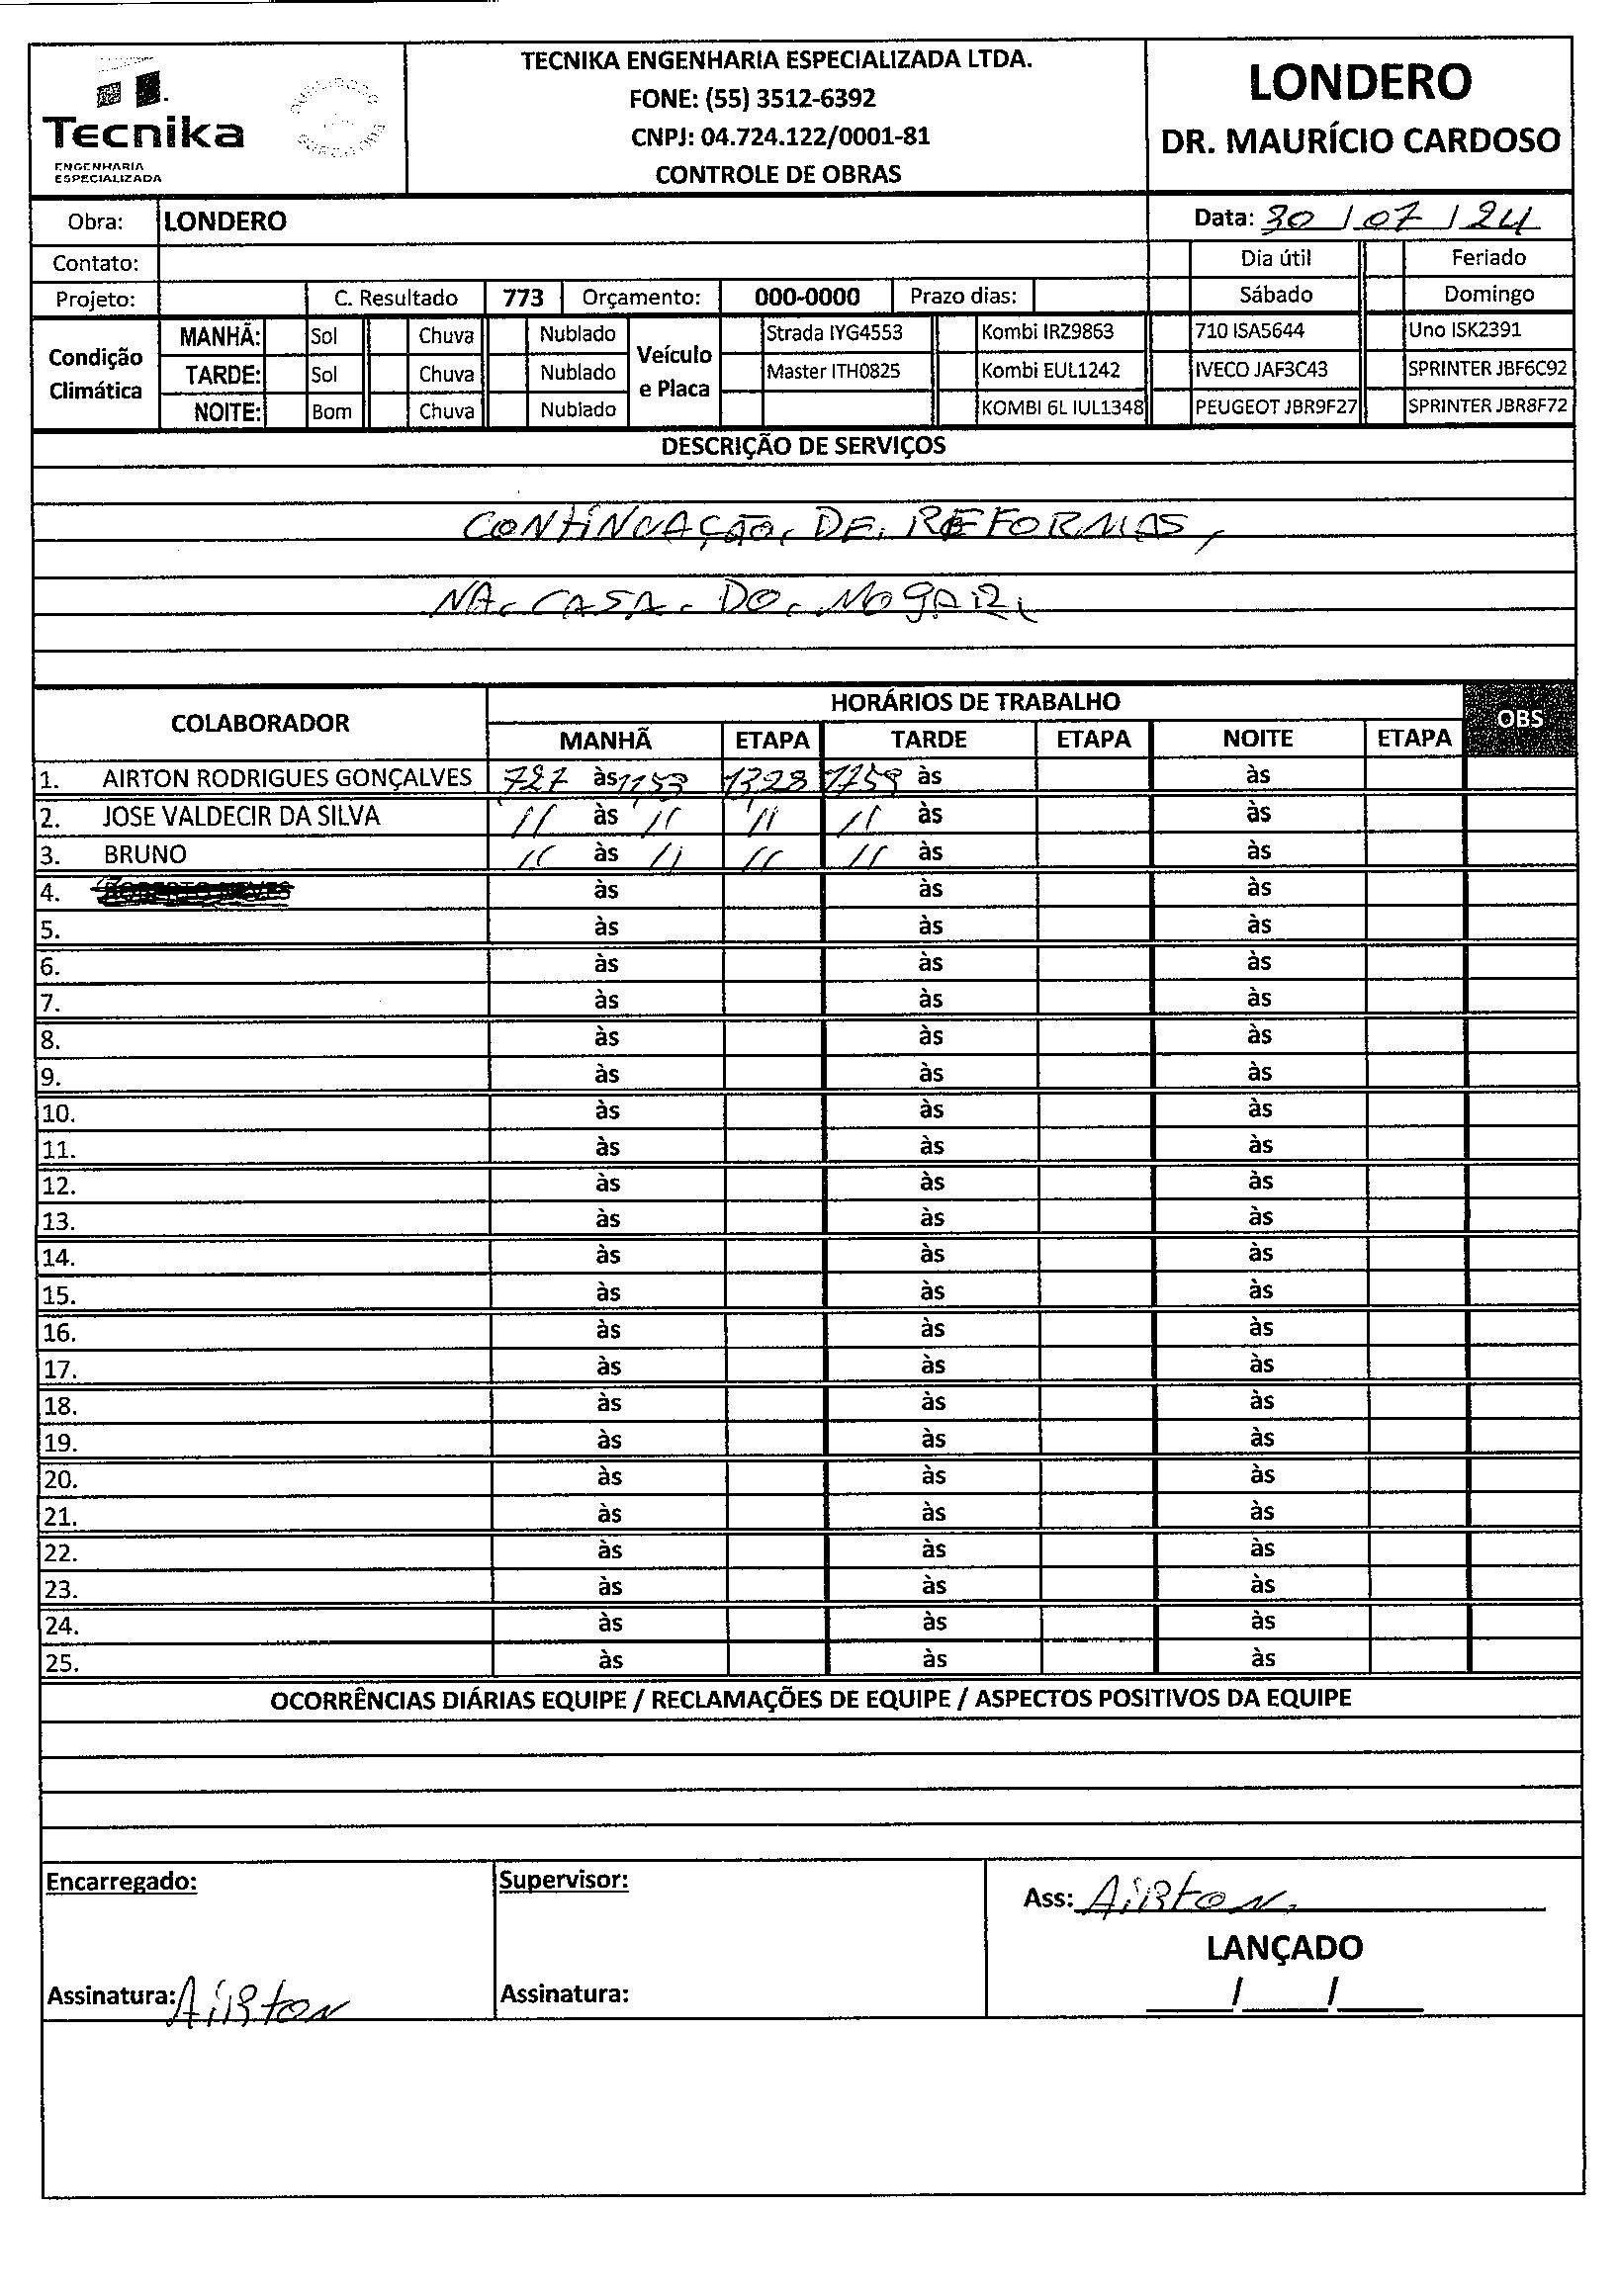 Tecnika
ENGENHARIA
ESPECIALIZADA
TECNIKA ENGENHARIA ESPECIALIZADA LTDA.
FONE: (55) 3512-6392
CNPJ: 04.724.122/0001-81
CONTROLE DE OBRAS
LONDERO
DR. MAURÍCIO CARDOSO
Obra: LONDERO Data: 30/07/24
Contato: Dia útil Feriado
Projeto: C. Resultado 773 Orçamento: 000-0000 Prazo dias: Sábado Domingo
Condição Climática Veículo e Placa
MANHÃ: Sol Chuva Nublado Strada IYG4553 Kombi IRZ9863 710 ISA5644 Uno ISK2391
TARDE: Sol Chuva Nublado Master ITH0825 Kombi EUL1242 IVECO JAF3C43 SPRINTER JBF6C92
NOITE: Bom Chuva Nublado KOMBI 6L IUL1348 PEUGEOT JBR9F27 SPRINTER JBR8F72
DESCRIÇÃO DE SERVIÇOS
CONTINUAÇÃO. DE. REFORMAS,
NA. CASA. DO.
COLABORADOR HORÁRIOS DE TRABALHO OBS
MANHÃ ETAPA TARDE ETAPA NOITE ETAPA
1. AIRTON RODRIGUES GONÇALVES 727 às 11,53 13,28 1759 às às
2. JOSE VALDECIR DA SILVA 11 às 11 11 11 às às
3. BRUNO 11 às 11 11 11 às às
4. às às às
5. às às às
6. às às às
7. às às às
8. às às às
9. às às às
10. às às às
11. às às às
12. às às às
13. às às às
14. às às às
15. às às às
16. às às às
17. às às às
18. às às às
19. às às às
20. às às às
21. às às às
22. às às às
23. às às às
24. às às às
25. às às às
OCORRÊNCIAS DIÁRIAS EQUIPE / RECLAMAÇÕES DE EQUIPE / ASPECTOS POSITIVOS DA EQUIPE
Encarregado: Supervisor: Ass: AiRton.
LANÇADO
Assinatura: AiRton Assinatura: / /